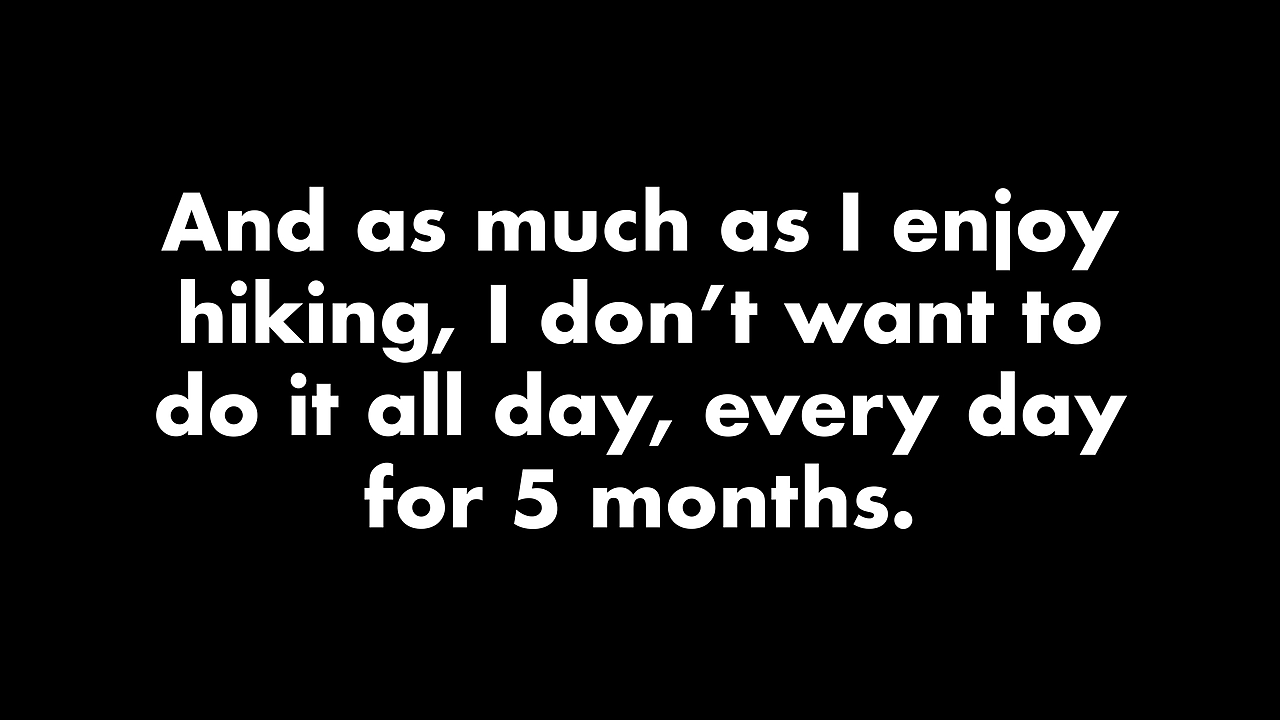 And as much as I enjoy
hiking, I don’t want to
do it all day, every day
for 5 months.